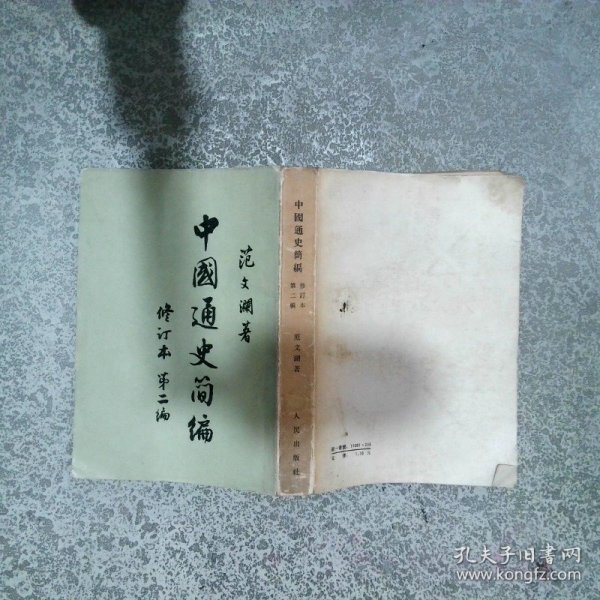 范文澜著
中國通史简编
修订本 第二编
中國通史簡編
修訂本
第二編
范文瀾著
人民出版社
孔夫子旧书网
www.kongfz.com